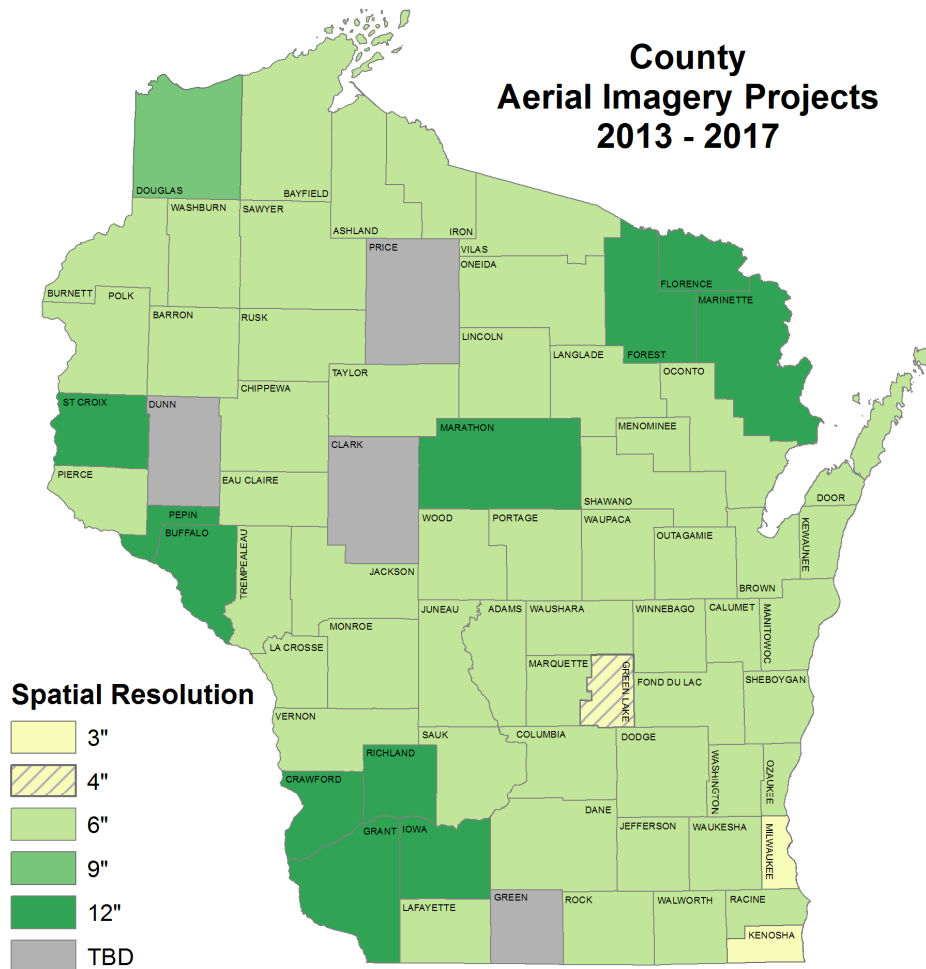 County
Aerial Imagery Projects
2013 - 2017
DOUGLAS
BAYFIELD
WASHBURN
SAWYER
ASHLAND
IRON
PRICE
VILAS
ONEIDA
FLORENCE
BURNETT
POLK
MARINETTE
BARRON
RUSK
LINCOLN
LANGLADE
FOREST
TAYLOR
OCONTO
CHIPPEWA
ST CROIX
DUNN
MARATHON
MENOMINEE
CLARK
PIERCE
EAU CLAIRE
SHAWANO
DOOR
PEPIN
WOOD
PORTAGE
WAUPACA
BUFFALO
OUTAGAMIE
KEWAUNEE
TREMPEALEAU
JACKSON
BROWN
JUNEAU
ADAMS
WAUSHARA
WINNEBAGO
CALUMET
MANITOWOC
MONROE
LA CROSSE
MARQUETTE
GREEN LAKE
FOND DU LAC
SHEBOYGAN
Spatial Resolution
VERNON
SAUK
COLUMBIA
DODGE
3"
RICHLAND
WASHINGTON
OZAUKEE
CRAWFORD
4"
DANE
6"
GRANT
IOWA
JEFFERSON
WAUKESHA
MILWAUKEE
9"
GREEN
ROCK
WALWORTH
RACINE
LAFAYETTE
12"
KENOSHA
TBD